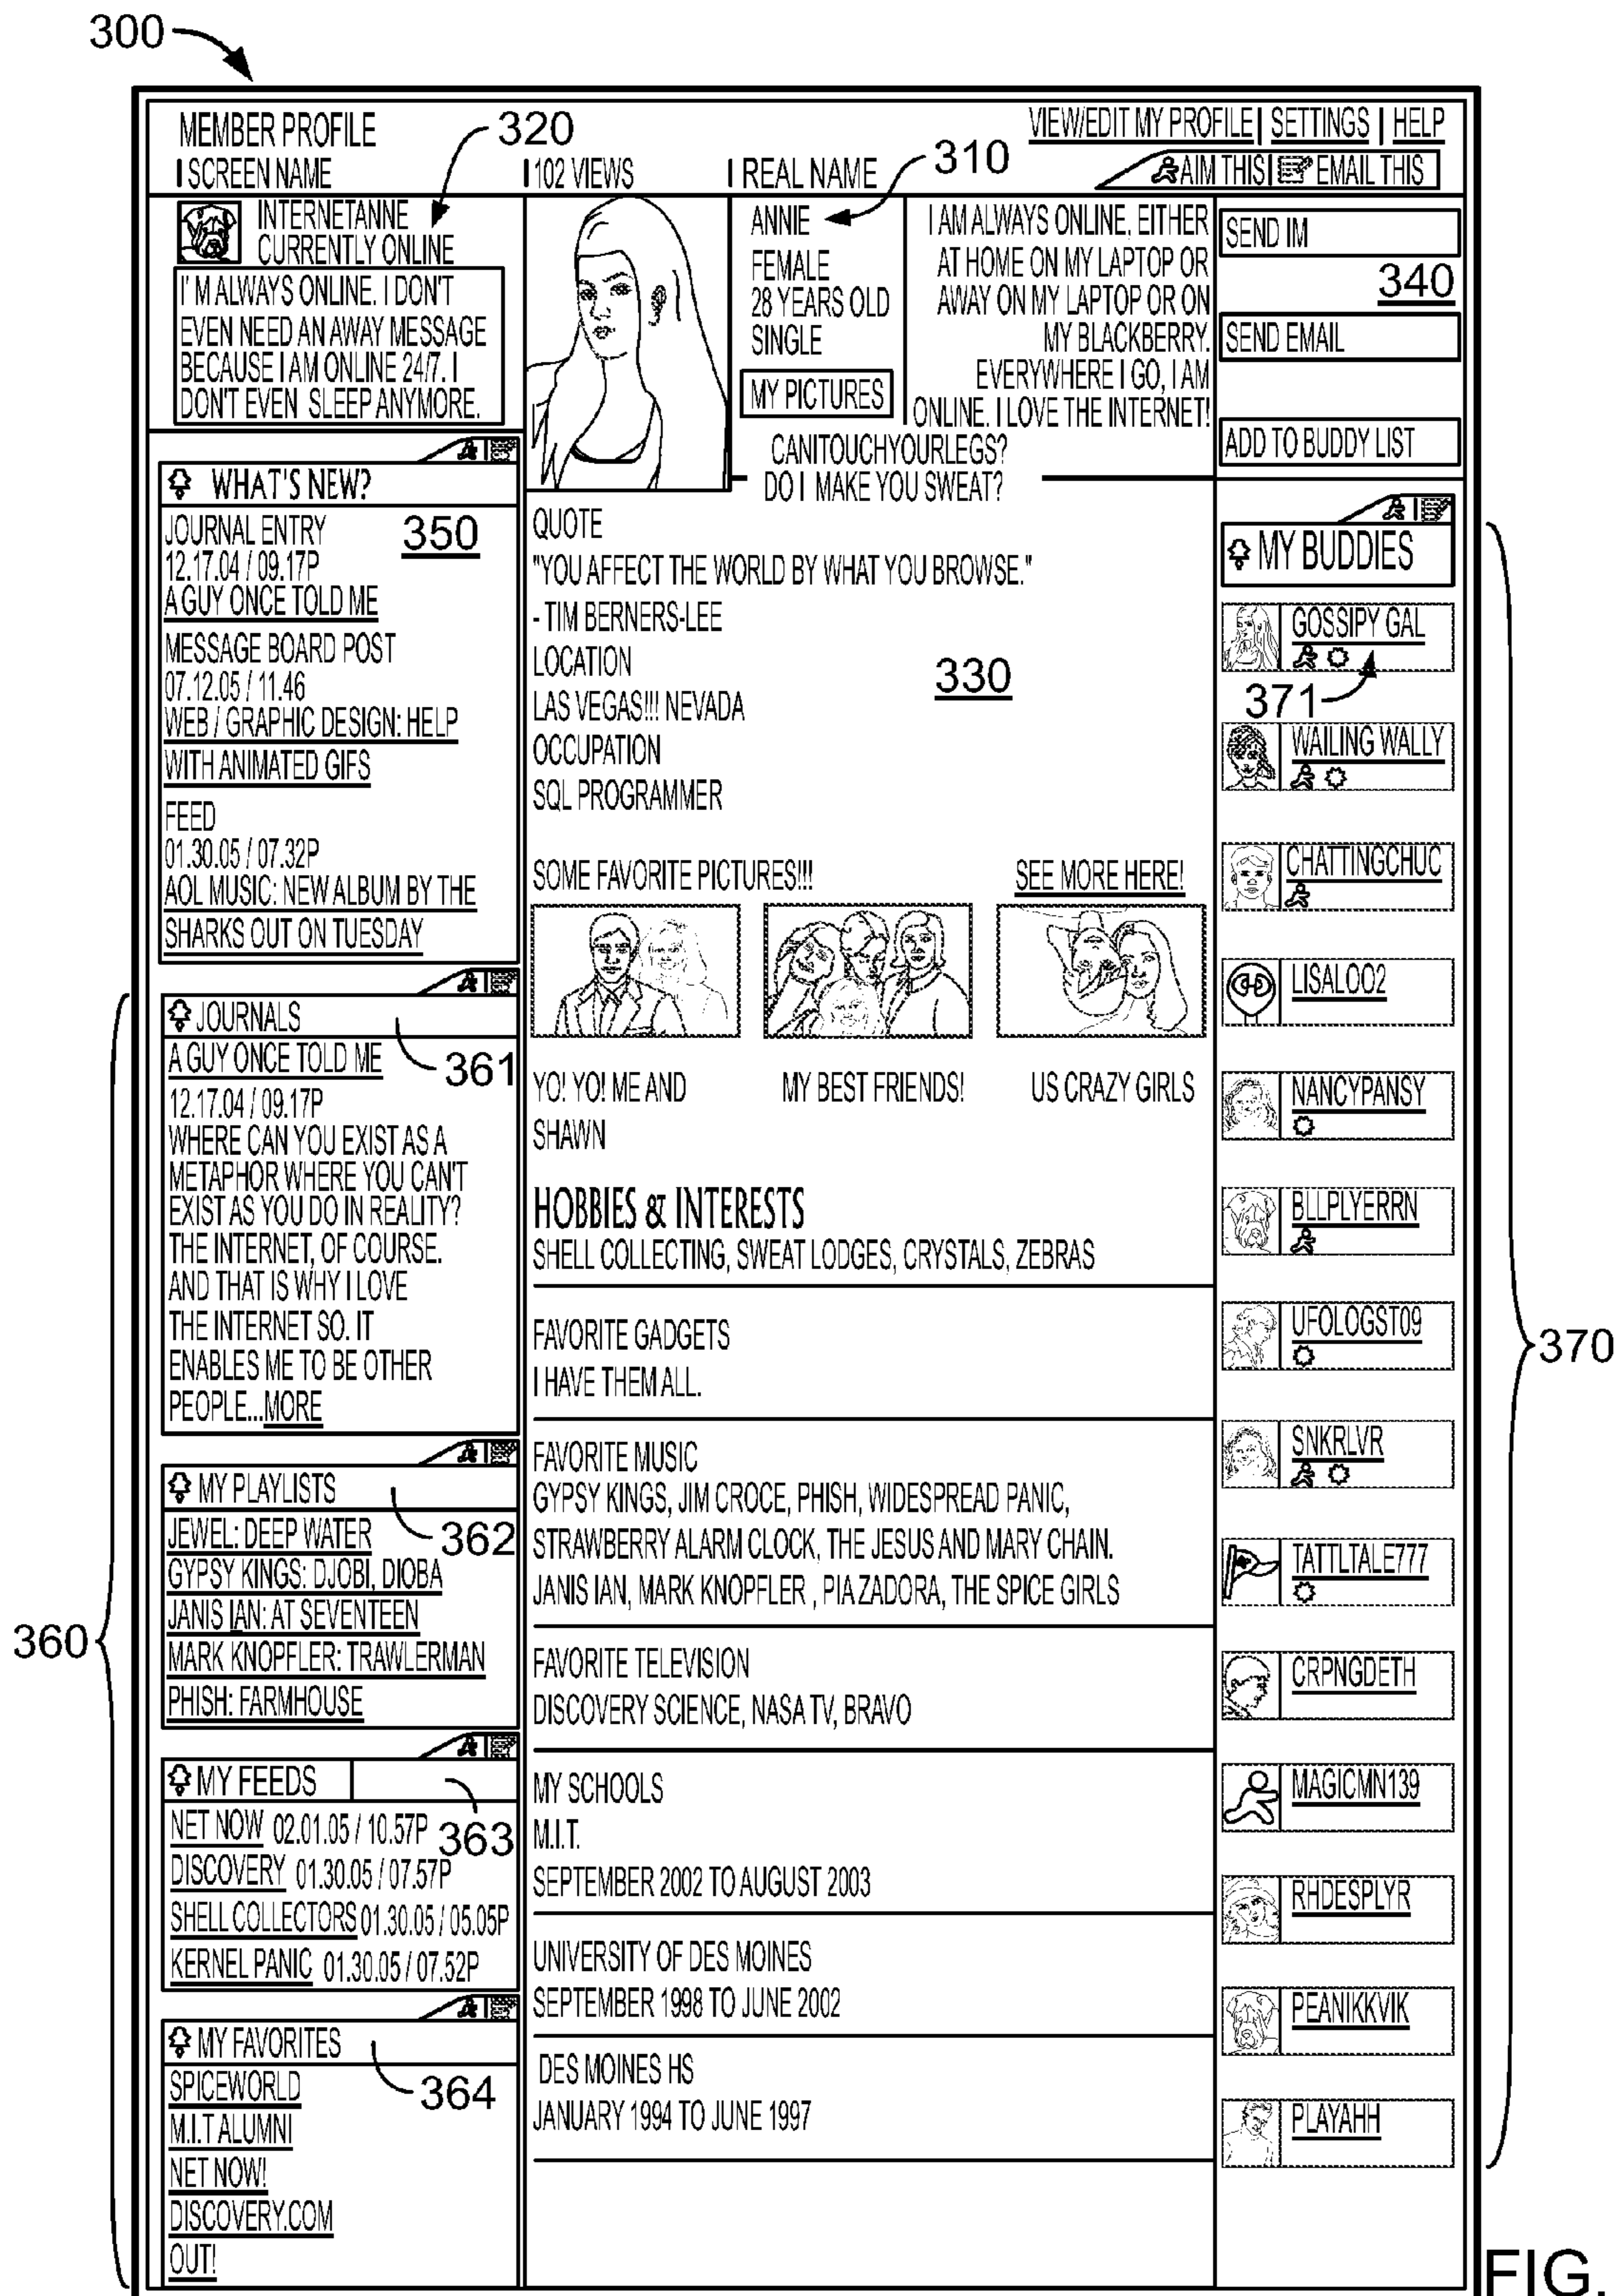 300
MEMBER PROFILE
320
VIEW/EDIT MY PROFILE | SETTINGS | HELP
SCREEN NAME
102 VIEWS
REAL NAME
310
AIM THIS | EMAIL THIS
INTERNETANNE
CURRENTLY ONLINE
I' M ALWAYS ONLINE. I DON'T
EVEN NEED AN AWAY MESSAGE
BECAUSE I AM ONLINE 24/7. I
DON'T EVEN SLEEP ANYMORE.
ANNIE
FEMALE
28 YEARS OLD
SINGLE
MY PICTURES
I AM ALWAYS ONLINE, EITHER
AT HOME ON MY LAPTOP OR
AWAY ON MY LAPTOP OR ON
MY BLACKBERRY.
EVERYWHERE I GO, I AM
ONLINE. I LOVE THE INTERNET!
CANITOUCHYOURLEGS?
DO I MAKE YOU SWEAT?
SEND IM
340
SEND EMAIL
ADD TO BUDDY LIST
WHAT'S NEW?
JOURNAL ENTRY
350
12.17.04 / 09.17P
A GUY ONCE TOLD ME
MESSAGE BOARD POST
07.12.05 / 11.46
WEB / GRAPHIC DESIGN: HELP
WITH ANIMATED GIFS
FEED
01.30.05 / 07.32P
AOL MUSIC: NEW ALBUM BY THE
SHARKS OUT ON TUESDAY
360
JOURNALS
361
A GUY ONCE TOLD ME
12.17.04 / 09.17P
WHERE CAN YOU EXIST AS A
METAPHOR WHERE YOU CAN'T
EXIST AS YOU DO IN REALITY?
THE INTERNET, OF COURSE.
AND THAT IS WHY I LOVE
THE INTERNET SO. IT
ENABLES ME TO BE OTHER
PEOPLE...MORE
MY PLAYLISTS
362
JEWEL: DEEP WATER
GYPSY KINGS: DJOBI, DIOBA
JANIS IAN: AT SEVENTEEN
MARK KNOPFLER: TRAWLERMAN
PHISH: FARMHOUSE
MY FEEDS
363
NET NOW 02.01.05 / 10.57P
DISCOVERY 01.30.05 / 07.57P
SHELL COLLECTORS 01.30.05 / 05.05P
KERNEL PANIC 01.30.05 / 07.52P
MY FAVORITES
364
SPICEWORLD
M.I.T ALUMNI
NET NOW!
DISCOVERY.COM
OUT!
QUOTE
"YOU AFFECT THE WORLD BY WHAT YOU BROWSE."
- TIM BERNERS-LEE
LOCATION
330
LAS VEGAS!!! NEVADA
OCCUPATION
SQL PROGRAMMER
SOME FAVORITE PICTURES!!!
SEE MORE HERE!
YO! YO! ME AND
SHAWN
MY BEST FRIENDS!
US CRAZY GIRLS
HOBBIES & INTERESTS
SHELL COLLECTING, SWEAT LODGES, CRYSTALS, ZEBRAS
FAVORITE GADGETS
I HAVE THEM ALL.
FAVORITE MUSIC
GYPSY KINGS, JIM CROCE, PHISH, WIDESPREAD PANIC,
STRAWBERRY ALARM CLOCK, THE JESUS AND MARY CHAIN.
JANIS IAN, MARK KNOPFLER , PIA ZADORA, THE SPICE GIRLS
FAVORITE TELEVISION
DISCOVERY SCIENCE, NASA TV, BRAVO
MY SCHOOLS
M.I.T.
SEPTEMBER 2002 TO AUGUST 2003
UNIVERSITY OF DES MOINES
SEPTEMBER 1998 TO JUNE 2002
DES MOINES HS
JANUARY 1994 TO JUNE 1997
MY BUDDIES
GOSSIPY GAL
371
WAILING WALLY
CHATTINGCHUC
LISALOO2
NANCYPANSY
BLLPLYERRN
UFOLOGST09
370
SNKRLVR
TATTLTALE777
CRPNGDETH
MAGICMN139
RHDESPLYR
PEANIKKVIK
PLAYAHH
FIG.